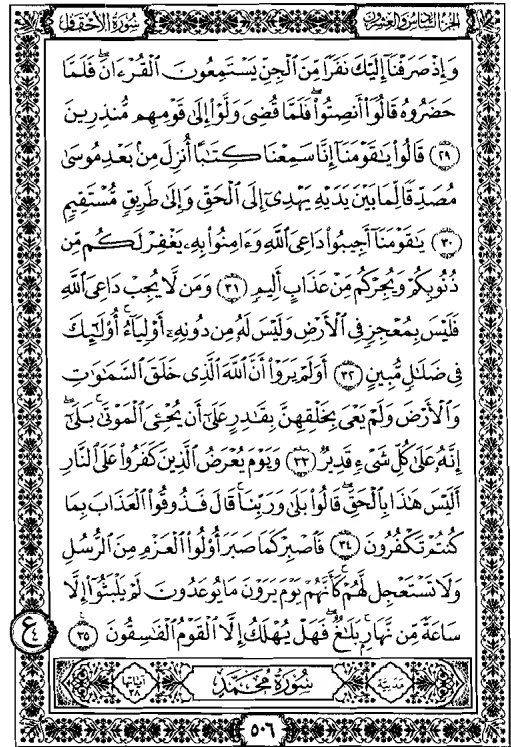 الجزء السادس والعشرون سورة الأحقاف
وَإِذْ صَرَفْنَآ إِلَيْكَ نَفَرًا مِّنَ ٱلْجِنِّ يَسْتَمِعُونَ ٱلْقُرْءَانَ فَلَمَّا
حَضَرُوهُ قَالُوٓا۟ أَنصِتُوا۟ ۖ فَلَمَّا قُضِىَ وَلَّوْا۟ إِلَىٰ قَوْمِهِم مُّنذِرِينَ
﴿٢٩﴾ قَالُوا۟ يَٰقَوْمَنَآ إِنَّا سَمِعْنَا كِتَٰبًا أُنزِلَ مِنۢ بَعْدِ مُوسَىٰ
مُصَدِّقًا لِّمَا بَيْنَ يَدَيْهِ يَهْدِىٓ إِلَى ٱلْحَقِّ وَإِلَىٰ طَرِيقٍ مُّسْتَقِيمٍ
﴿٣٠﴾ يَٰقَوْمَنَآ أَجِيبُوا۟ دَاعِىَ ٱللَّهِ وَءَامِنُوا۟ بِهِۦ يَغْفِرْ لَكُم مِّن
ذُنُوبِكُمْ وَيُجِرْكُم مِّنْ عَذَابٍ أَلِيمٍ ﴿٣١﴾ وَمَن لَّا يُجِبْ دَاعِىَ ٱللَّهِ
فَلَيْسَ بِمُعْجِزٍ فِى ٱلْأَرْضِ وَلَيْسَ لَهُۥ مِن دُونِهِۦٓ أَوْلِيَآءُ ۚ أُو۟لَٰٓئِكَ
فِى ضَلَٰلٍ مُّبِينٍ ﴿٣٢﴾ أَوَلَمْ يَرَوْا۟ أَنَّ ٱللَّهَ ٱلَّذِى خَلَقَ ٱلسَّمَٰوَٰتِ
وَٱلْأَرْضَ وَلَمْ يَعْىَ بِخَلْقِهِنَّ بِقَٰدِرٍ عَلَىٰٓ أَن يُحْۦِىَ ٱلْمَوْتَىٰ ۚ بَلَىٰٓ
إِنَّهُۥ عَلَىٰ كُلِّ شَىْءٍ قَدِيرٌ ﴿٣٣﴾ وَيَوْمَ يُعْرَضُ ٱلَّذِينَ كَفَرُوا۟ عَلَى ٱلنَّارِ
أَلَيْسَ هَٰذَا بِٱلْحَقِّ ۖ قَالُوا۟ بَلَىٰ وَرَبِّنَا ۚ قَالَ فَذُوقُوا۟ ٱلْعَذَابَ بِمَا
كُنتُمْ تَكْفُرُونَ ﴿٣٤﴾ فَٱصْبِرْ كَمَا صَبَرَ أُو۟لُوا۟ ٱلْعَزْمِ مِنَ ٱلرُّسُلِ
وَلَا تَسْتَعْجِل لَّهُمْ ۚ كَأَنَّهُمْ يَوْمَ يَرَوْنَ مَا يُوعَدُونَ لَمْ يَلْبَثُوٓا۟ إِلَّا
سَاعَةً مِّن نَّهَارٍۭ ۚ بَلَٰغٌ ۚ فَهَلْ يُهْلَكُ إِلَّا ٱلْقَوْمُ ٱلْفَٰسِقُونَ ﴿٣٥﴾
ع ٤
مدنية سُورَةُ مُحَمَّدٍ آياتها ٣٨
٥٠٦